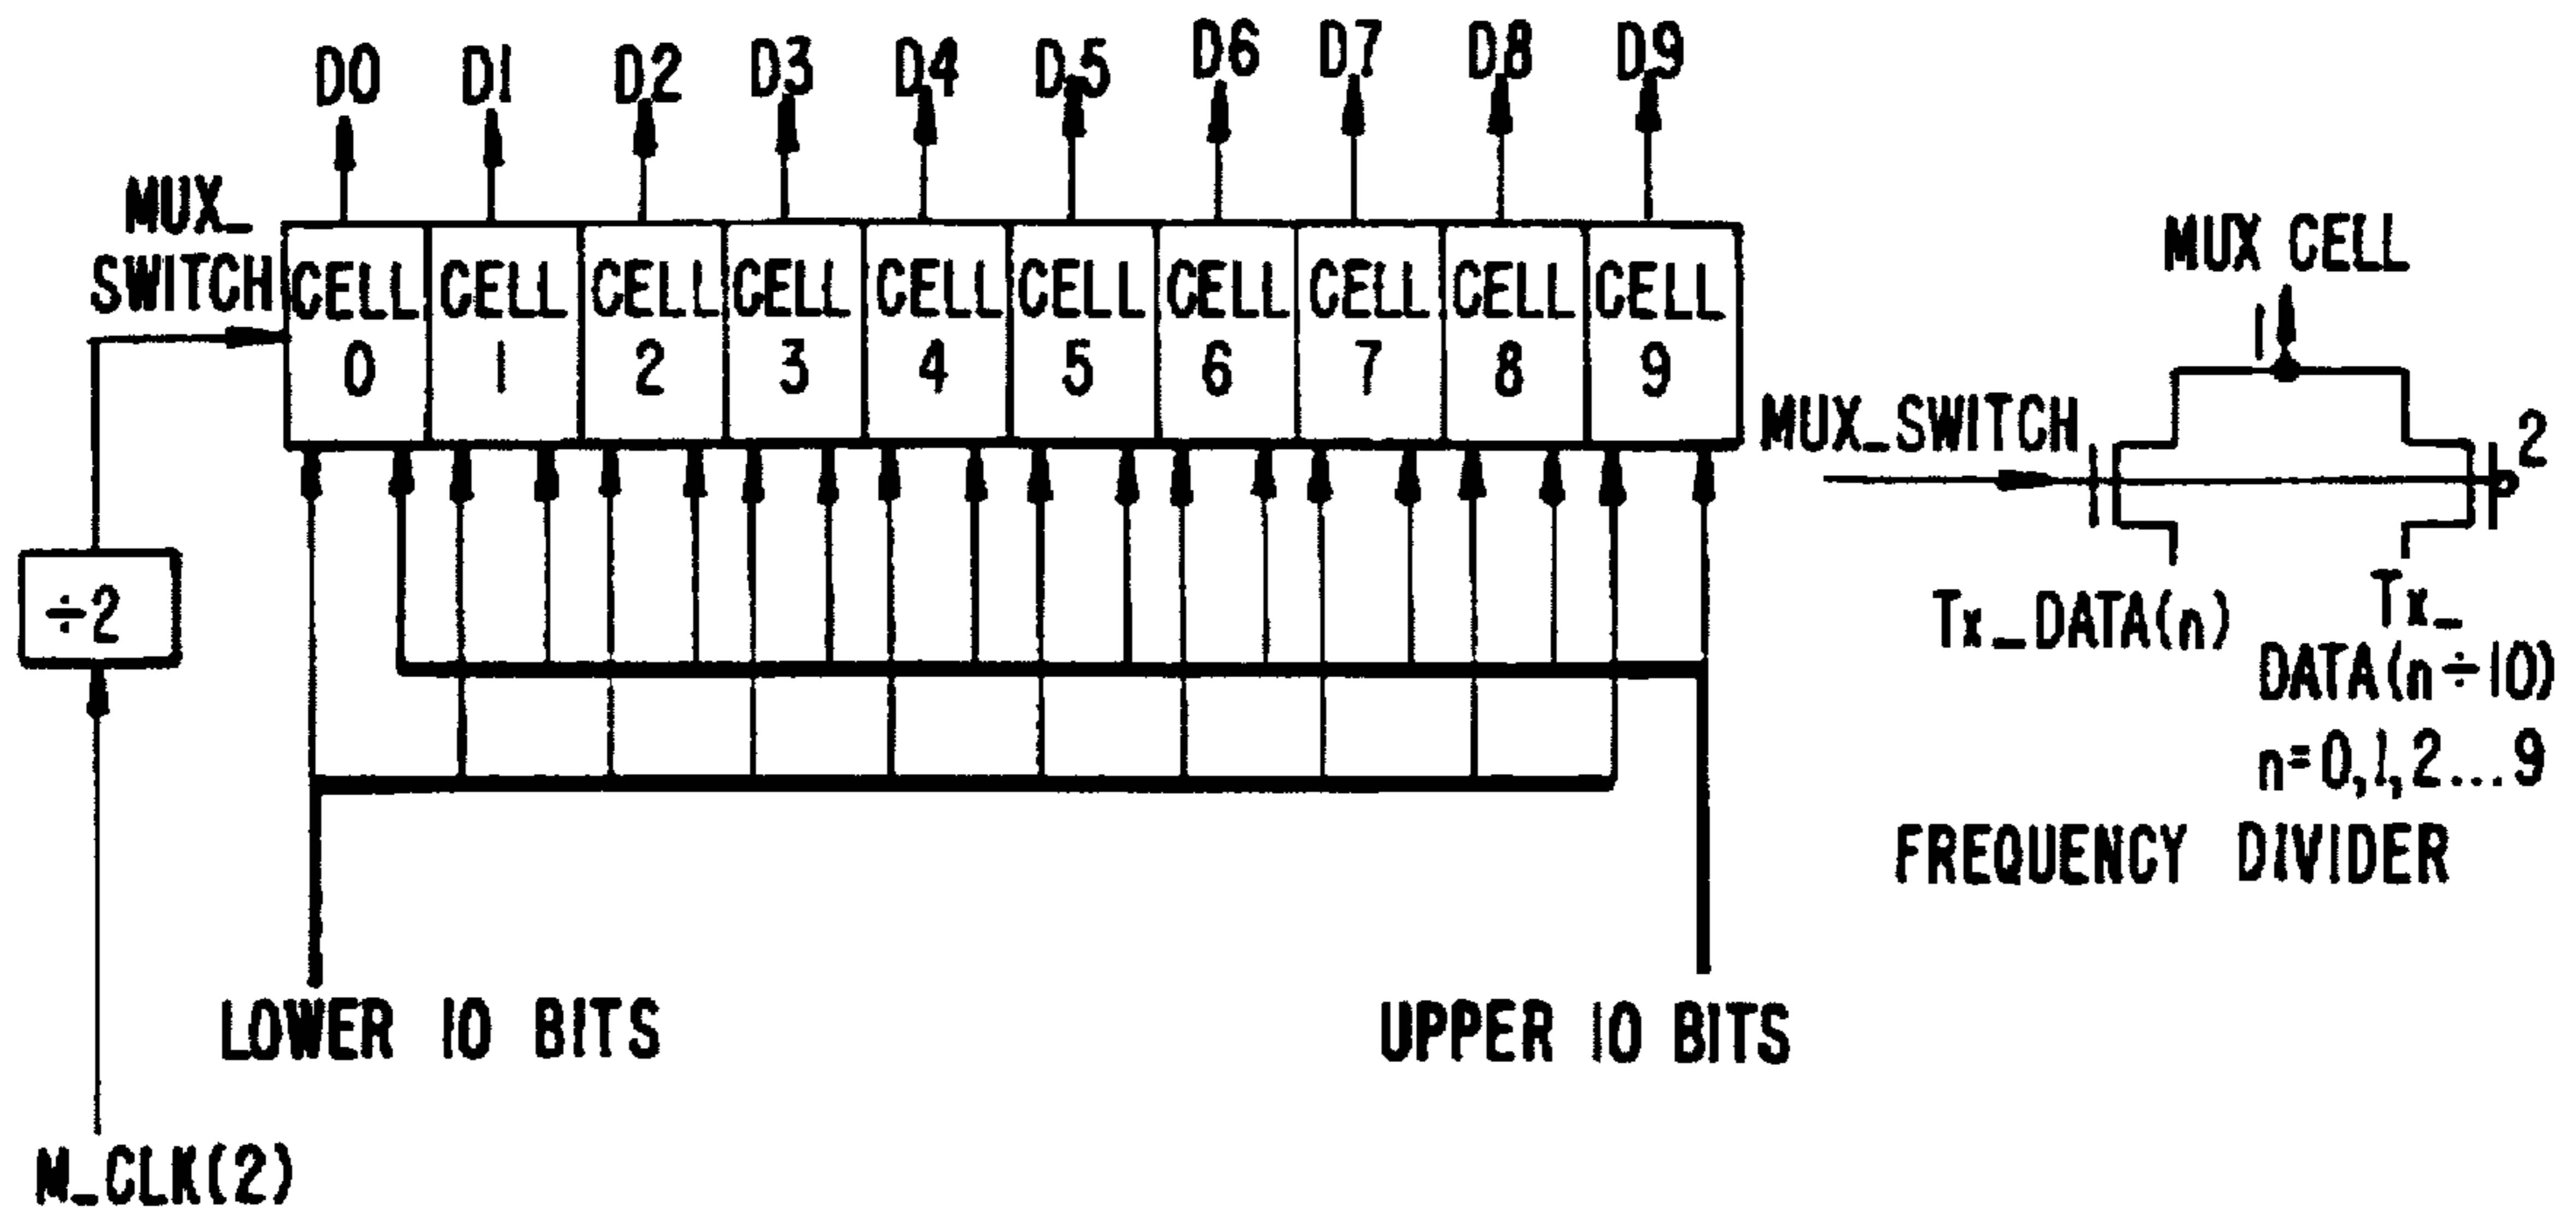 D0 D1 D2 D3 D4 D5 D6 D7 D8 D9
MUX_
SWITCH
CELL CELL CELL CELL CELL CELL CELL CELL CELL CELL
0 1 2 3 4 5 6 7 8 9
÷2
M_CLK(2)
LOWER 10 BITS
UPPER 10 BITS
MUX CELL
1
MUX_SWITCH
2
Tx_DATA(n)
Tx_
DATA(n÷10)
n=0,1,2...9
FREQUENCY DIVIDER